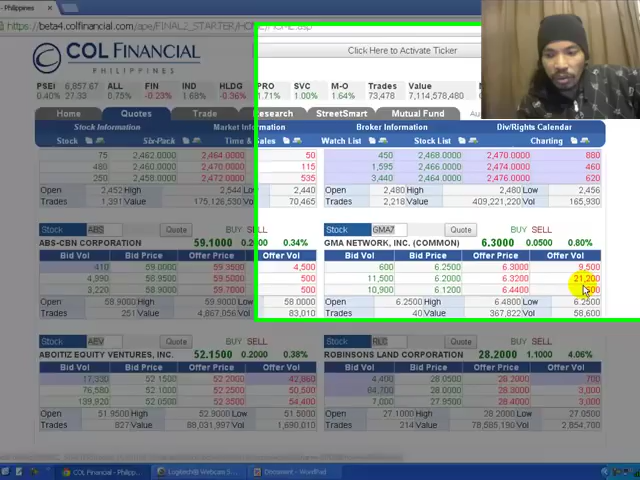 - Philippines
https://beta4.colfinancial.com/ape/FINAL2_STARTER/HOME/HOME.asp
COL FINANCIAL
PHILIPPINES
Click Here to Activate Ticker
PSEi ALL FIN IND HLDG PRO SVC M-O Trades Value
6,857.67
0.40% 27.33 0.75% -0.23% 1.68% -0.36% 1.71% 1.00% 1.64% 73,478 7,114,578,480
Home Quotes Trade Research StreetSmart Mutual Fund
Stock Information Market Information Broker Information Div/Rights Calendar
Stock Six-Pack Time & Sales Watch List Stock List Charting
75 2,462.0000 2,464.0000 50 450 2,468.0000 2,470.0000 880
480 2,460.0000 2,470.0000 115 1,595 2,466.0000 2,474.0000 460
250 2,458.0000 2,472.0000 535 3,440 2,464.0000 2,476.0000 620
Open 2,452 High 2,544 Low 2,440 Open 2,480 High 2,480 Low 2,456
Trades 1,391 Value 175,126,530 Vol 70,465 Trades 2,218 Value 409,221,220 Vol 165,930
Stock ABS Quote BUY SELL Stock GMA7 Quote BUY SELL
ABS-CBN CORPORATION 59.1000 0.34% GMA NETWORK, INC. (COMMON) 6.3000 0.0500 0.80%
Bid Vol Bid Price Offer Price Offer Vol Bid Vol Bid Price Offer Price Offer Vol
410 59.0000 59.3500 4,500 600 6.2500 6.3000 9,500
4,990 58.9500 59.5000 500 11,500 6.2100 6.3200 21,200
3,220 58.9000 59.7000 500 10,900 6.1200 6.4400
Open 58.9000 High Low 58.0000 Open 6.2500 High 6.4800 Low 6.2500
Trades 251 Value 4,867,056 Vol 83,010 Trades 40 Value 367,822 Vol 58,600
Stock AEV Quote BUY SELL Stock RLC Quote BUY SELL
ABOITIZ EQUITY VENTURES, INC. 52.1500 0.2000 0.38% ROBINSONS LAND CORPORATION 28.2000 1.1000 4.06%
Bid Vol Bid Price Offer Price Offer Vol Bid Vol Bid Price Offer Price Offer Vol
17,330 52.1500 52.2000 42,860 4,400 28.0500 28.2000 700
76,580 52.1000 52.2500 50,500 64,700 28.0000 28.3000 3,000
139,920 52.0500 52.3500 54,400 7,000 27.9500 28.4000 3,000
Open 51.9500 High 52.9000 Low 51.5000 Open 27.1000 High 28.5000 Low 27.0500
Trades 827 Value 88,031,997 Vol 1,690,010 Trades 214 Value 78,585,190 Vol 2,854,700
COL Financial - Philipp... Logitech® Webcam S... Document - WordPad